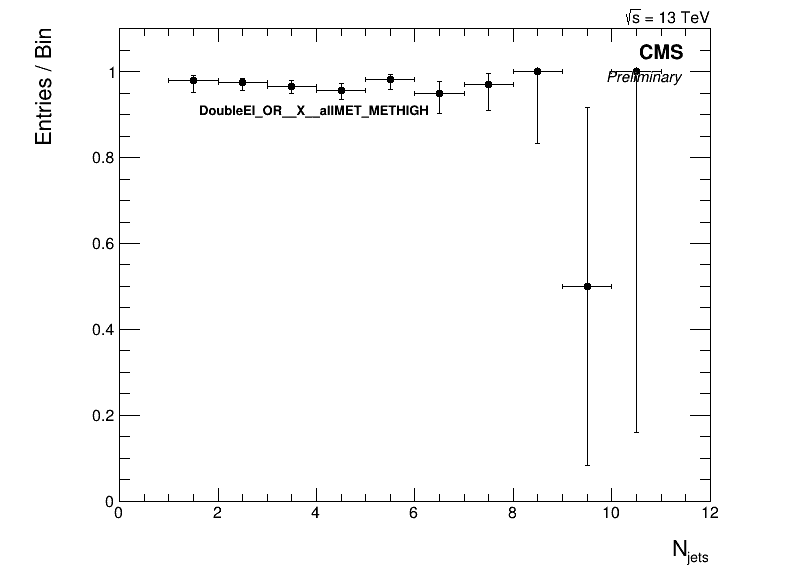 √s = 13 TeV
CMS
Preliminary
Entries / Bin
DoubleEl_OR__X__allMET_METHIGH
1
0.8
0.6
0.4
0.2
0
0 2 4 6 8 10 12
N_jets